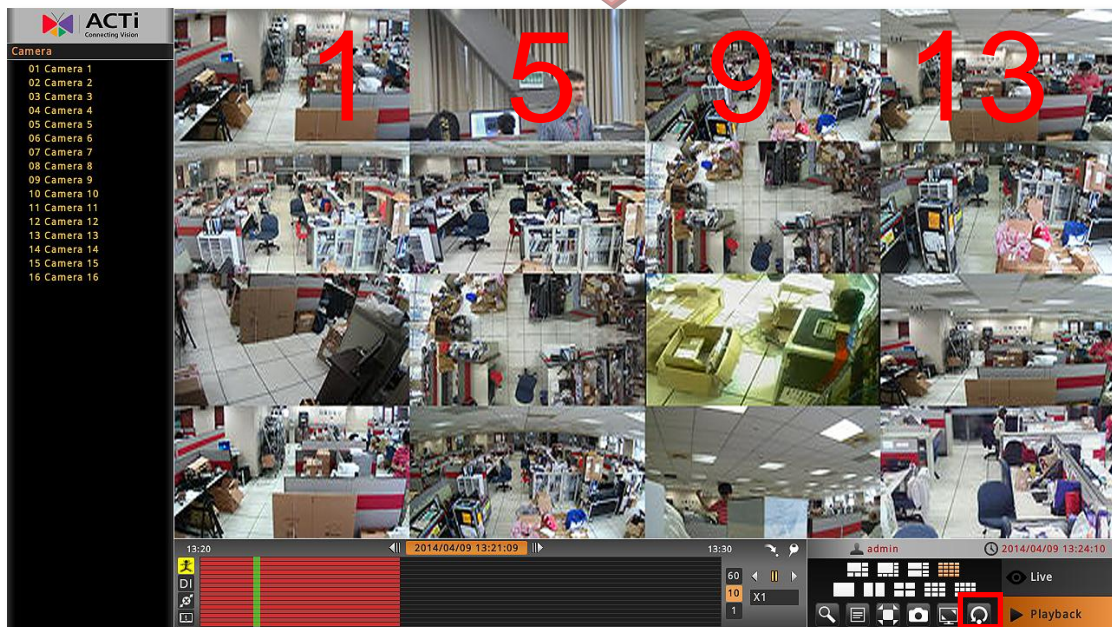 ACTi
Connecting Vision
Camera
01 Camera 1
02 Camera 2
03 Camera 3
04 Camera 4
05 Camera 5
06 Camera 6
07 Camera 7
08 Camera 8
09 Camera 9
10 Camera 10
11 Camera 11
12 Camera 12
13 Camera 13
14 Camera 14
15 Camera 15
16 Camera 16
1 5 9 13
13:20 2014/04/09 13:21:09 13:30
DI
1
60
10
1
X1
admin 2014/04/09 13:24:10
Live
Playback